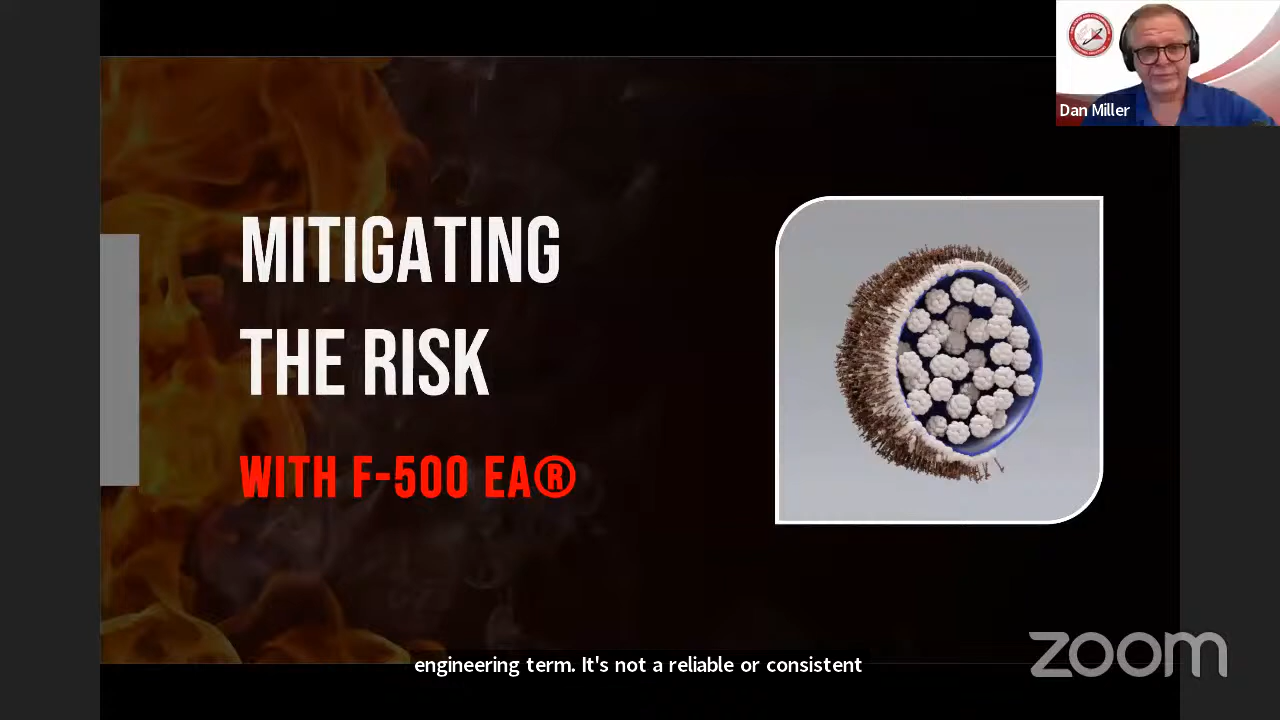 Dan Miller
MITIGATING
THE RISK
WITH F-500 EA®
engineering term. It's not a reliable or consistent
zoom